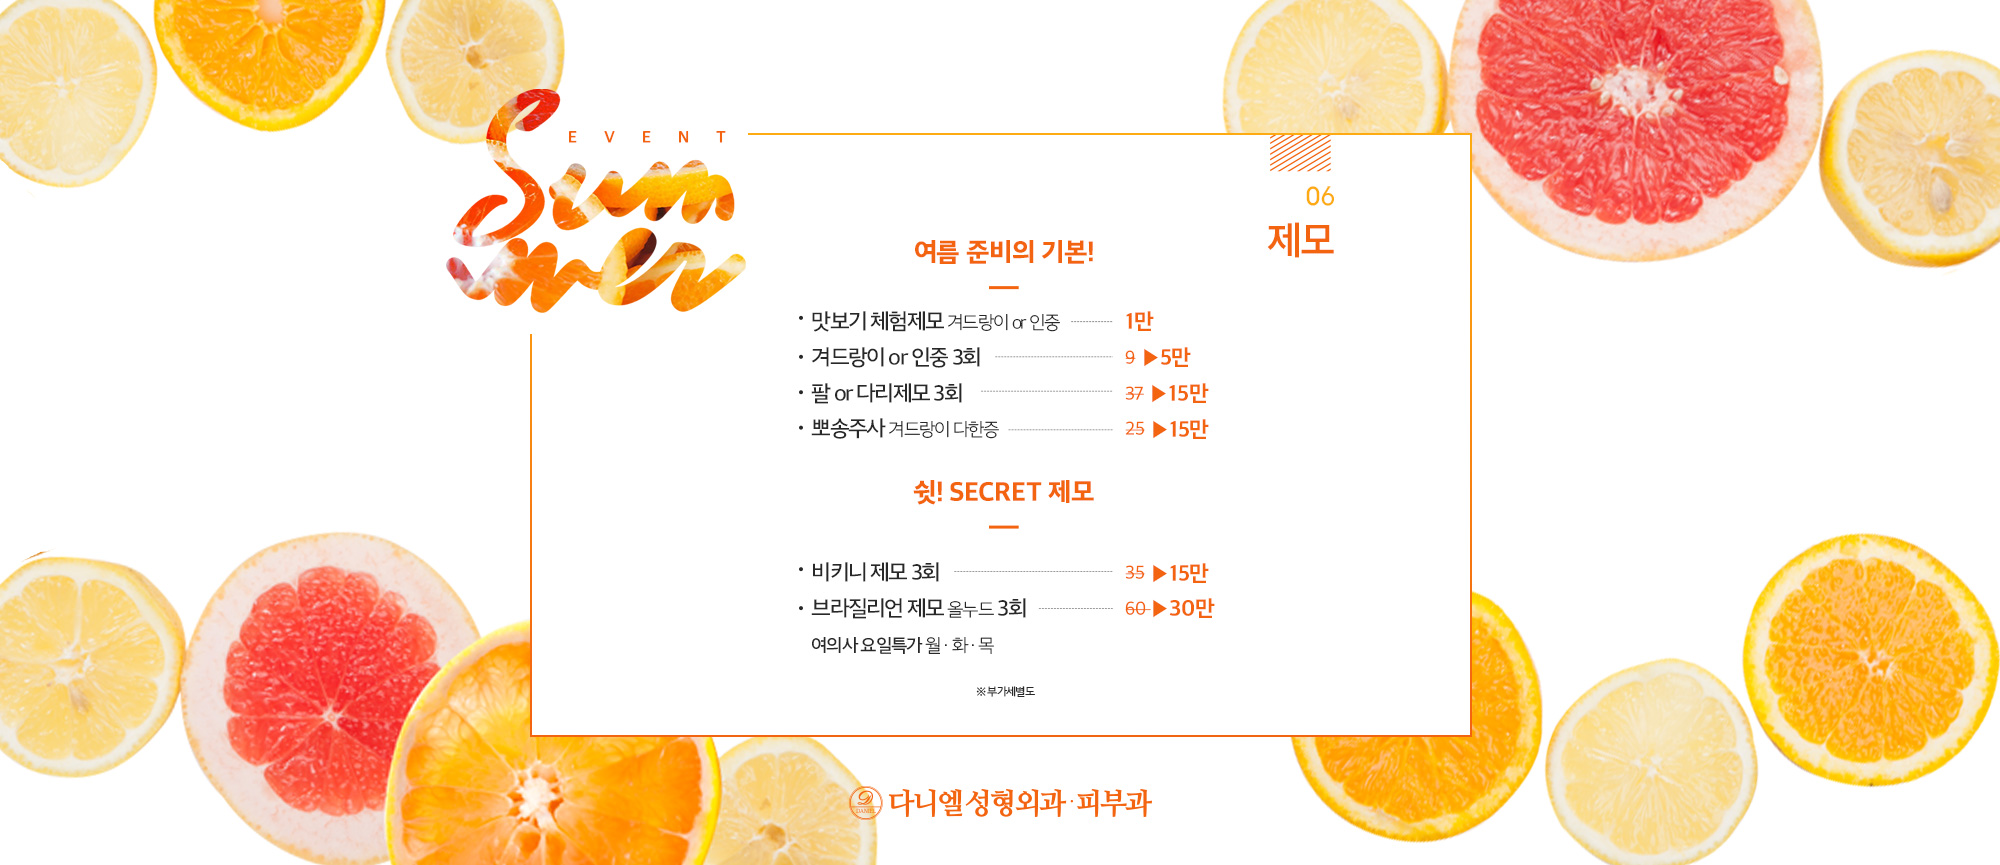 EVENT
Summer
06
제모
여름 준비의 기본!
• 맛보기 체험제모 겨드랑이 or 인중 1만
• 겨드랑이 or 인중 3회 9 ▶5만
• 팔 or 다리제모 3회 37 ▶15만
• 뽀송주사 겨드랑이 다한증 25 ▶15만
쉿! SECRET 제모
• 비키니 제모 3회 35 ▶15만
• 브라질리언 제모 올누드 3회 60 ▶30만
여의사 요일특가 월 · 화 · 목
※ 부가세별도
DANIEL 다니엘성형외과·피부과